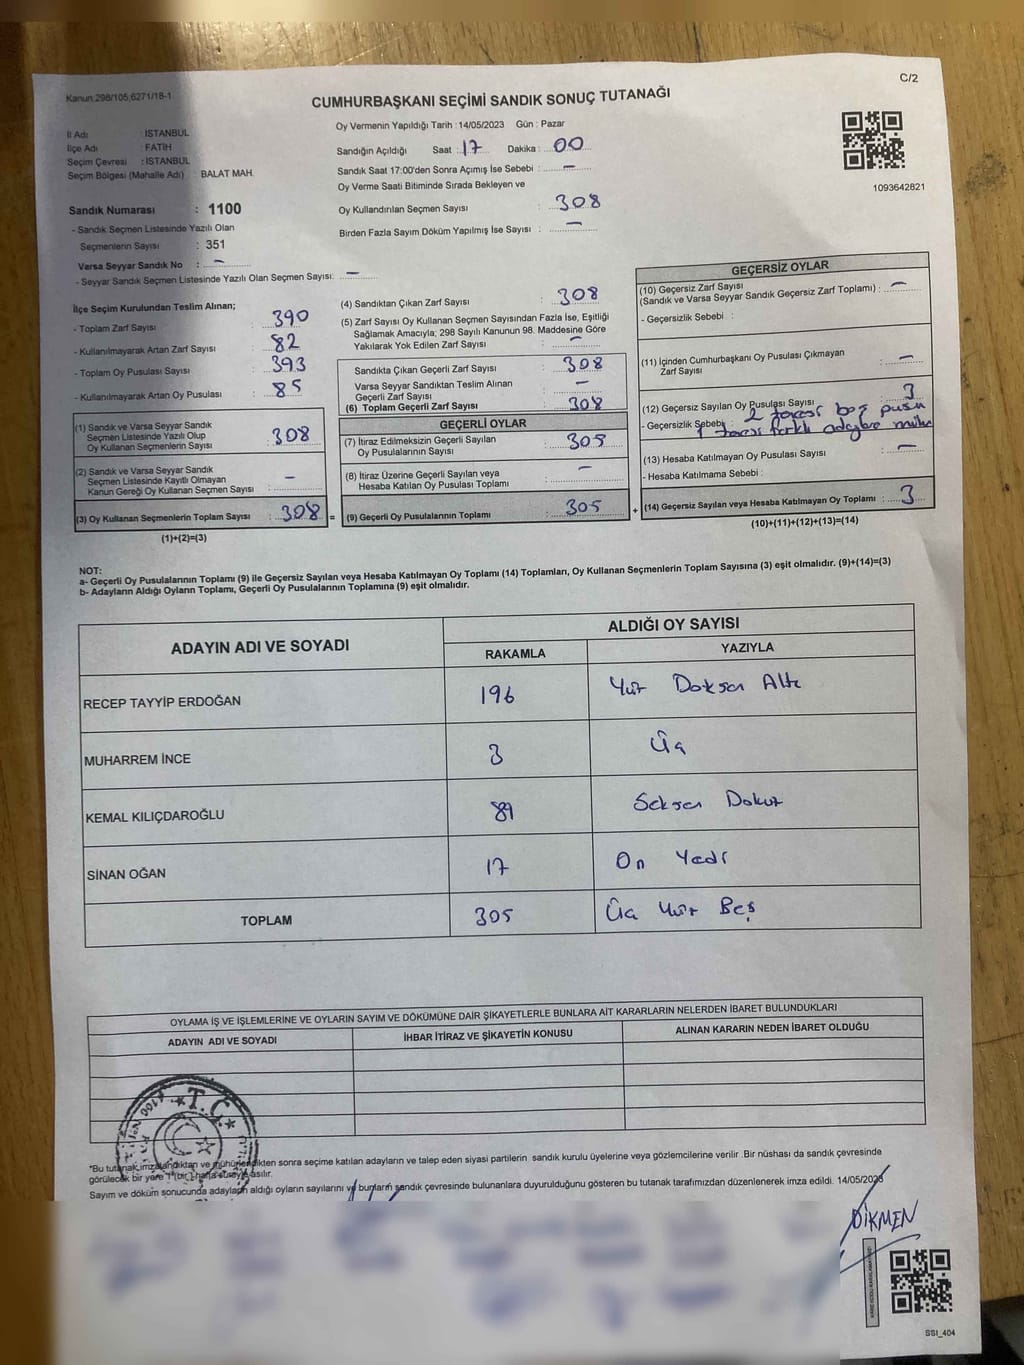 C/2
Kanun:298/105,6271/18-1
CUMHURBAŞKANI SEÇİMİ SANDIK SONUÇ TUTANAĞI
İl Adı : İSTANBUL
İlçe Adı : FATİH
Seçim Çevresi : İSTANBUL
Seçim Bölgesi (Mahalle Adı) : BALAT MAH.
Sandık Numarası : 1100
- Sandık Seçmen Listesinde Yazılı Olan
Seçmenlerin Sayısı : 351
Varsa Seyyar Sandık No : –
- Seyyar Sandık Seçmen Listesinde Yazılı Olan Seçmen Sayısı: –
Oy Vermenin Yapıldığı Tarih : 14/05/2023 Gün : Pazar
Sandığın Açıldığı Saat : 17 Dakika : 00
Sandık Saat 17:00'den Sonra Açımış İse Sebebi : –
Oy Verme Saati Bitiminde Sırada Bekleyen ve
Oy Kullandırılan Seçmen Sayısı : 308
Birden Fazla Sayım Döküm Yapılmış İse Sayısı : –
1093642821
İlçe Seçim Kurulundan Teslim Alınan;
- Toplam Zarf Sayısı : 390
- Kullanılmayarak Artan Zarf Sayısı : 82
- Toplam Oy Pusulası Sayısı : 393
- Kullanılmayarak Artan Oy Pusulası : 85
(1) Sandık ve Varsa Seyyar Sandık
Seçmen Listesinde Yazılı Olup
Oy Kullanan Seçmenlerin Sayısı : 308
(2) Sandık ve Varsa Seyyar Sandık
Seçmen Listesinde Kayıtlı Olmayan
Kanun Gereği Oy Kullanan Seçmen Sayısı : –
(3) Oy Kullanan Seçmenlerin Toplam Sayısı : 308 =
(1)+(2)=(3)
(4) Sandıktan Çıkan Zarf Sayısı : 308
(5) Zarf Sayısı Oy Kullanan Seçmen Sayısından Fazla İse, Eşitliği
Sağlamak Amacıyla; 298 Sayılı Kanunun 98. Maddesine Göre
Yakılarak Yok Edilen Zarf Sayısı : –
Sandıkta Çıkan Geçerli Zarf Sayısı : 308
Varsa Seyyar Sandıktan Teslim Alınan
Geçerli Zarf Sayısı : –
(6) Toplam Geçerli Zarf Sayısı : 308
GEÇERLİ OYLAR
(7) İtiraz Edilmeksizin Geçerli Sayılan
Oy Pusulalarının Sayısı : 305
(8) İtiraz Üzerine Geçerli Sayılan veya
Hesaba Katılan Oy Pusulası Toplamı : –
(9) Geçerli Oy Pusulalarının Toplamı : 305 +
GEÇERSİZ OYLAR
(10) Geçersiz Zarf Sayısı
(Sandık ve Varsa Seyyar Sandık Geçersiz Zarf Toplamı) : –
- Geçersizlik Sebebi :
(11) İçinden Cumhurbaşkanı Oy Pusulası Çıkmayan
Zarf Sayısı : –
(12) Geçersiz Sayılan Oy Pusulası Sayısı : 3
- Geçersizlik Sebebi : 2 tanesi boş pusu
1 tanesi farklı adaylara mühür
(13) Hesaba Katılmayan Oy Pusulası Sayısı : –
- Hesaba Katılmama Sebebi :
(14) Geçersiz Sayılan veya Hesaba Katılmayan Oy Toplamı : 3
(10)+(11)+(12)+(13)=(14)
NOT:
a- Geçerli Oy Pusulalarının Toplamı (9) ile Geçersiz Sayılan veya Hesaba Katılmayan Oy Toplamı (14) Toplamları, Oy Kullanan Seçmenlerin Toplam Sayısına (3) eşit olmalıdır. (9)+(14)=(3)
b- Adayların Aldığı Oyların Toplamı, Geçerli Oy Pusulalarının Toplamına (9) eşit olmalıdır.
ADAYIN ADI VE SOYADI ALDIĞI OY SAYISI
RAKAMLA YAZIYLA
RECEP TAYYİP ERDOĞAN 196 Yüz Doksan Altı
MUHARREM İNCE 3 Üç
KEMAL KILIÇDAROĞLU 89 Seksen Dokuz
SİNAN OĞAN 17 On Yedi
TOPLAM 305 Üç Yüz Beş
OYLAMA İŞ VE İŞLEMLERİNE VE OYLARIN SAYIM VE DÖKÜMÜNE DAİR ŞİKAYETLERLE BUNLARA AİT KARARLARIN NELERDEN İBARET BULUNDUKLARI
ADAYIN ADI VE SOYADI İHBAR İTİRAZ VE ŞİKAYETİN KONUSU ALINAN KARARIN NEDEN İBARET OLDUĞU
T.C.
*Bu tutanak imzalandıktan ve mühürlendikten sonra seçime katılan adayların ve talep eden siyasi partilerin sandık kurulu üyelerine veya gözlemcilerine verilir .Bir nüshası da sandık çevresinde
görülecek bir yere 1 (bir) hafta süreyle asılır.
Sayım ve döküm sonucunda adayların aldığı oyların sayılarını ve bunların sandık çevresinde bulunanlara duyurulduğunu gösteren bu tutanak tarafımızdan düzenlenerek imza edildi. 14/05/2023
DİKMEN
SSI_404